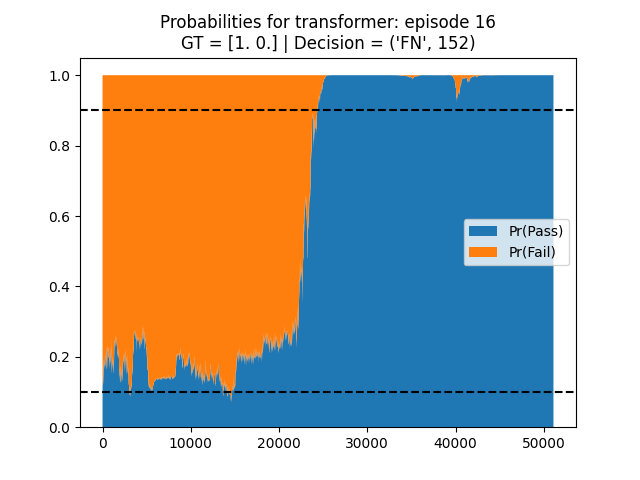 Probabilities for transformer: episode 16
GT = [1. 0.] | Decision = ('FN', 152)
1.0
0.8
0.6
0.4
0.2
0.0
Pr(Pass)
Pr(Fail)
0 10000 20000 30000 40000 50000